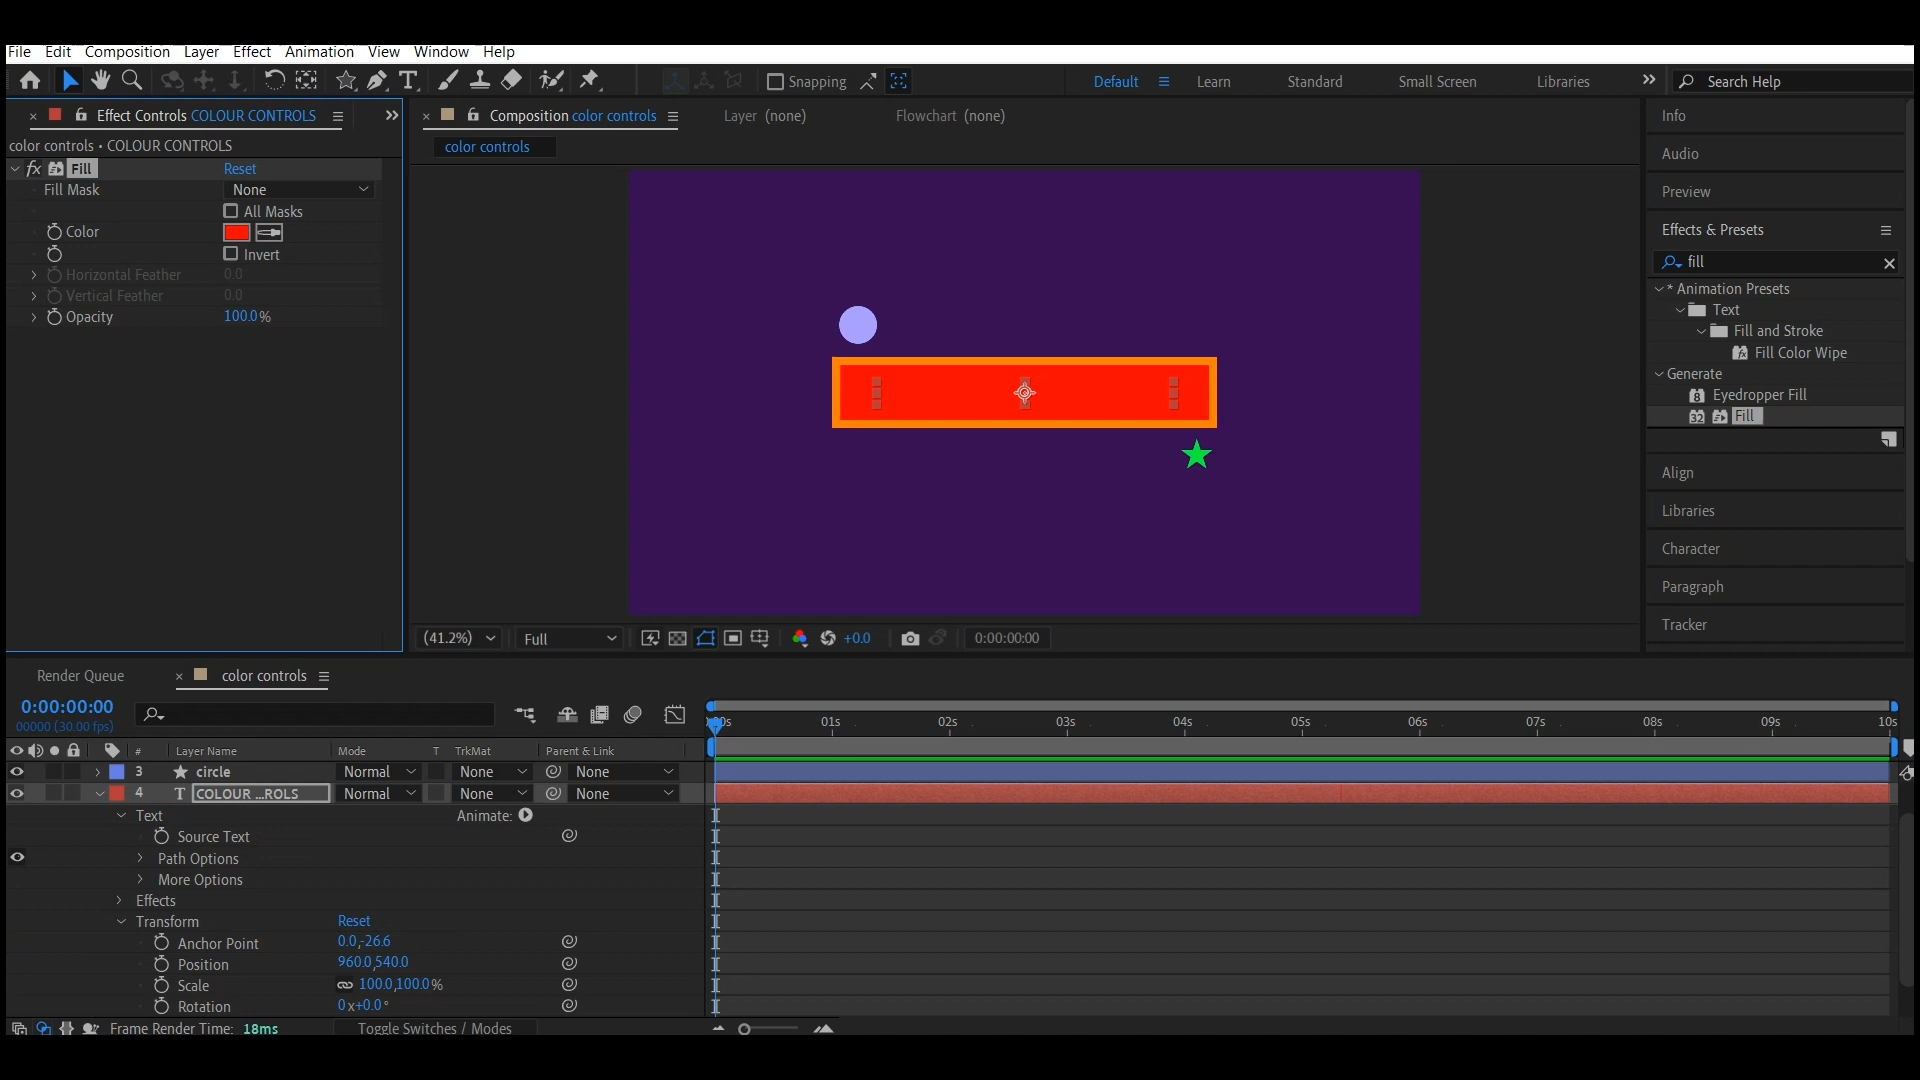 File Edit Composition Layer Effect Animation View Window Help
Snapping Default Learn Standard Small Screen Libraries Search Help
Effect Controls COLOUR CONTROLS
color controls • COLOUR CONTROLS
fx Fill Reset
Fill Mask None
All Masks
Color
Invert
Horizontal Feather 0.0
Vertical Feather 0.0
Opacity 100.0%
Composition color controls Layer (none) Flowchart (none)
color controls
(41.2%) Full +0.0 0:00:00:00
Info
Audio
Preview
Effects & Presets
fill
* Animation Presets
Text
Fill and Stroke
Fill Color Wipe
Generate
Eyedropper Fill
32 Fill
Align
Libraries
Character
Paragraph
Tracker
Render Queue color controls
0:00:00:00
00000 (30.00 fps)
01s 02s 03s 04s 05s 06s 07s 08s 09s 10s
# Layer Name Mode T TrkMat Parent & Link
3 circle Normal None None
4 T COLOUR ...ROLS Normal None None
Text Animate:
Source Text
Path Options
More Options
Effects
Transform Reset
Anchor Point 0.0,-26.6
Position 960.0,540.0
Scale 100.0,100.0%
Rotation 0x+0.0°
Frame Render Time: 18ms Toggle Switches / Modes